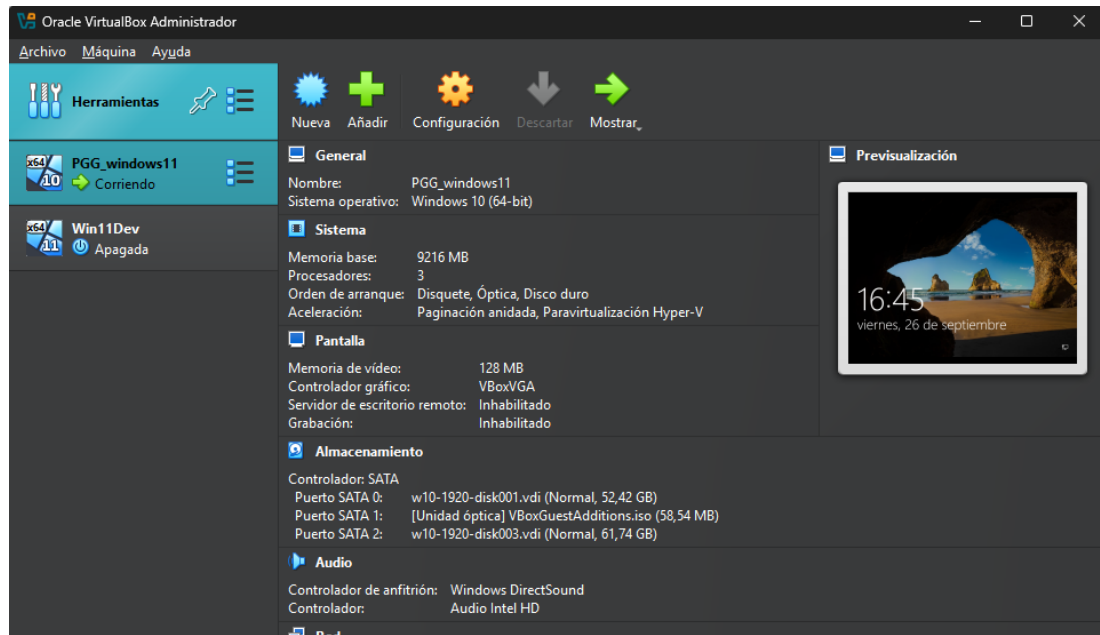 Oracle VirtualBox Administrador
Archivo Máquina Ayuda
Herramientas
Nueva Añadir Configuración Descartar Mostrar
x64 10 PGG_windows11
Corriendo
x64 11 Win11Dev
Apagada
General
Nombre: PGG_windows11
Sistema operativo: Windows 10 (64-bit)
Sistema
Memoria base: 9216 MB
Procesadores: 3
Orden de arranque: Disquete, Óptica, Disco duro
Aceleración: Paginación anidada, Paravirtualización Hyper-V
Pantalla
Memoria de vídeo: 128 MB
Controlador gráfico: VBoxVGA
Servidor de escritorio remoto: Inhabilitado
Grabación: Inhabilitado
Previsualización
16:45
viernes, 26 de septiembre
Almacenamiento
Controlador: SATA
Puerto SATA 0: w10-1920-disk001.vdi (Normal, 52,42 GB)
Puerto SATA 1: [Unidad óptica] VBoxGuestAdditions.iso (58,54 MB)
Puerto SATA 2: w10-1920-disk003.vdi (Normal, 61,74 GB)
Audio
Controlador de anfitrión: Windows DirectSound
Controlador: Audio Intel HD